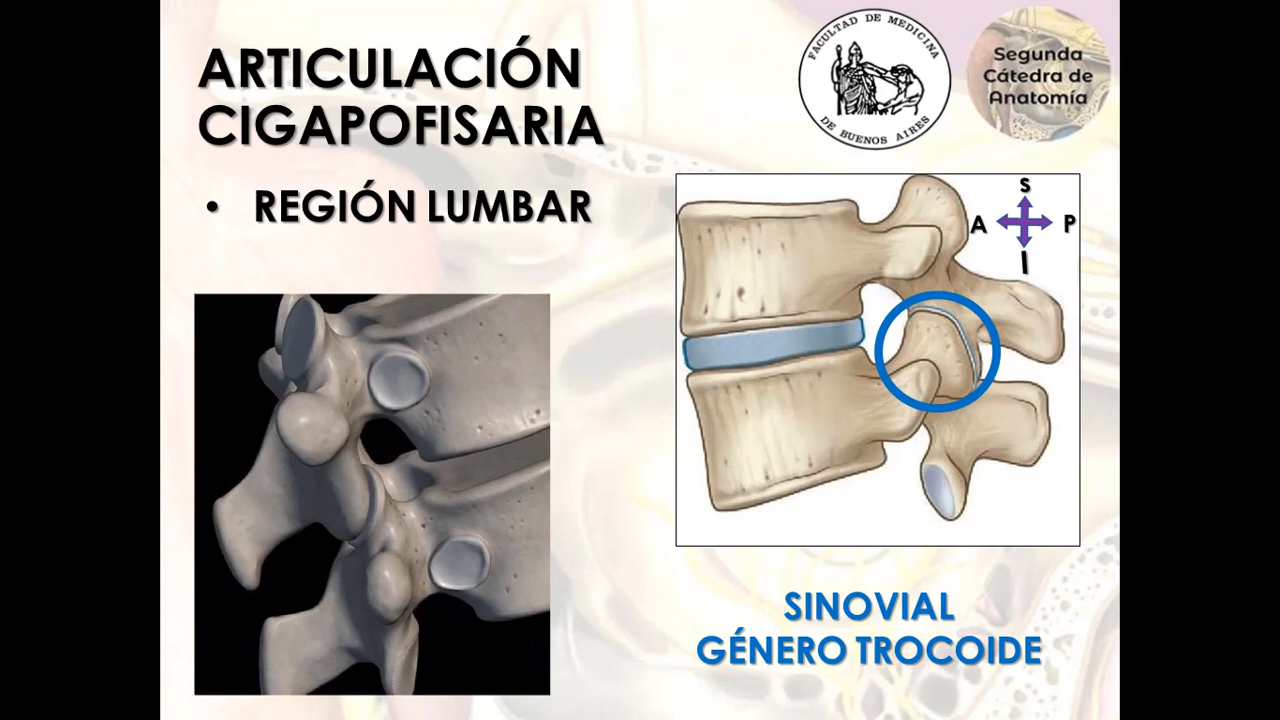 ARTICULACIÓN
CIGAPOFISARIA
• REGIÓN LUMBAR
FACULTAD DE MEDICINA
DE BUENOS AIRES
Segunda
Cátedra de
Anatomía
S
A P
I
SINOVIAL
GÉNERO TROCOIDE